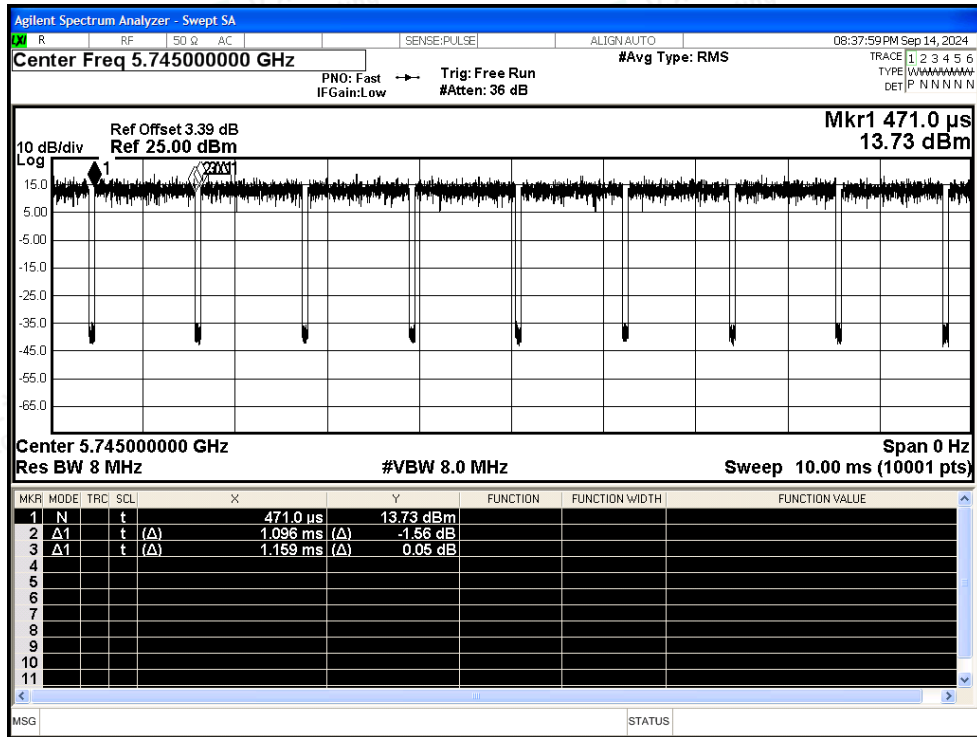 Agilent Spectrum Analyzer - Swept SA
LXI R RF 50 Ω AC SENSE:PULSE ALIGN AUTO 08:37:59 PM Sep 14, 2024
Center Freq 5.745000000 GHz
PNO: Fast
IFGain:Low
Trig: Free Run
#Atten: 36 dB
#Avg Type: RMS
TRACE 1 2 3 4 5 6
TYPE
DET P N N N N N
Mkr1 471.0 µs
13.73 dBm
Ref Offset 3.39 dB
10 dB/div Ref 25.00 dBm
Log
1
15.0
5.00
-5.00
-15.0
-25.0
-35.0
-45.0
-55.0
-65.0
Center 5.745000000 GHz Span 0 Hz
Res BW 8 MHz #VBW 8.0 MHz Sweep 10.00 ms (10001 pts)
MKR MODE TRC SCL X Y FUNCTION FUNCTION WIDTH FUNCTION VALUE
1 N t 471.0 µs 13.73 dBm
2 Δ1 t (Δ) 1.096 ms (Δ) -1.56 dB
3 Δ1 t (Δ) 1.159 ms (Δ) 0.05 dB
4
5
6
7
8
9
10
11
MSG STATUS